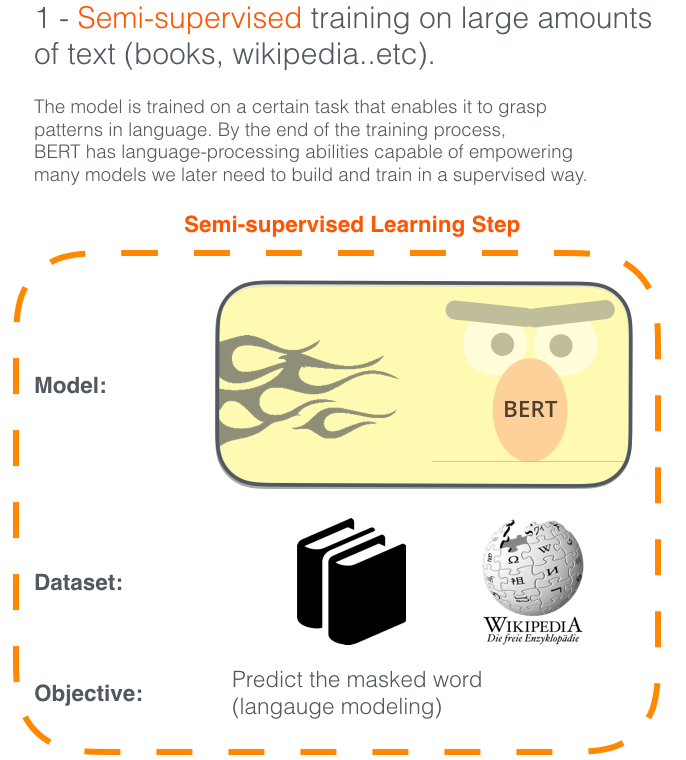 1 - Semi-supervised training on large amounts
of text (books, wikipedia..etc).
The model is trained on a certain task that enables it to grasp
patterns in language. By the end of the training process,
BERT has language-processing abilities capable of empowering
many models we later need to build and train in a supervised way.
Semi-supervised Learning Step
Model:
BERT
Dataset:
Ω
W
И
祖
WIKIPEDIA
Die freie Enzyklopädie
Objective:
Predict the masked word
(langauge modeling)